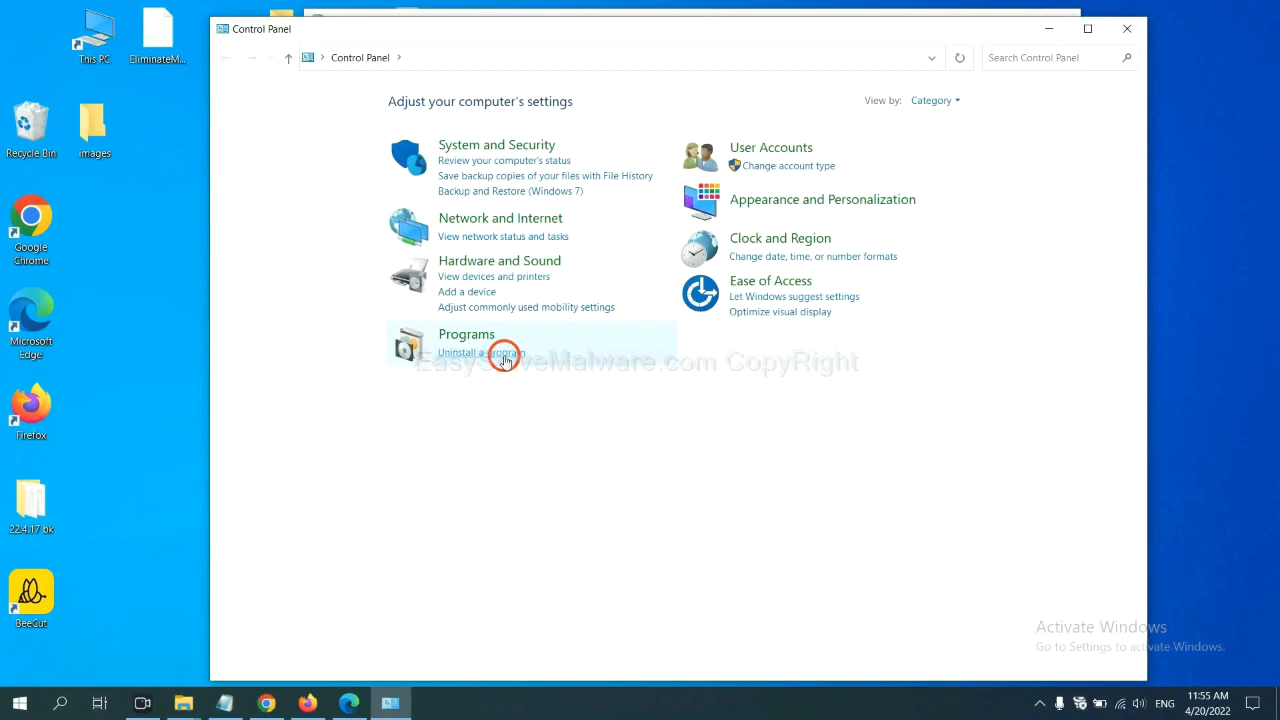 Control Panel
This PC
EliminateM...
Control Panel
Search Control Panel
Adjust your computer's settings
View by: Category
Recycle Bin
images
System and Security
Review your computer's status
Save backup copies of your files with File History
Backup and Restore (Windows 7)
Network and Internet
View network status and tasks
Hardware and Sound
View devices and printers
Add a device
Adjust commonly used mobility settings
Programs
Uninstall a program
User Accounts
Change account type
Appearance and Personalization
Clock and Region
Change date, time, or number formats
Ease of Access
Let Windows suggest settings
Optimize visual display
EasySolveMalware.com CopyRight
Google
Chrome
Microsoft
Edge
Firefox
22.4.17 bk
BeeCut
Activate Windows
Go to Settings to activate Windows.
ENG
11:55 AM
4/20/2022